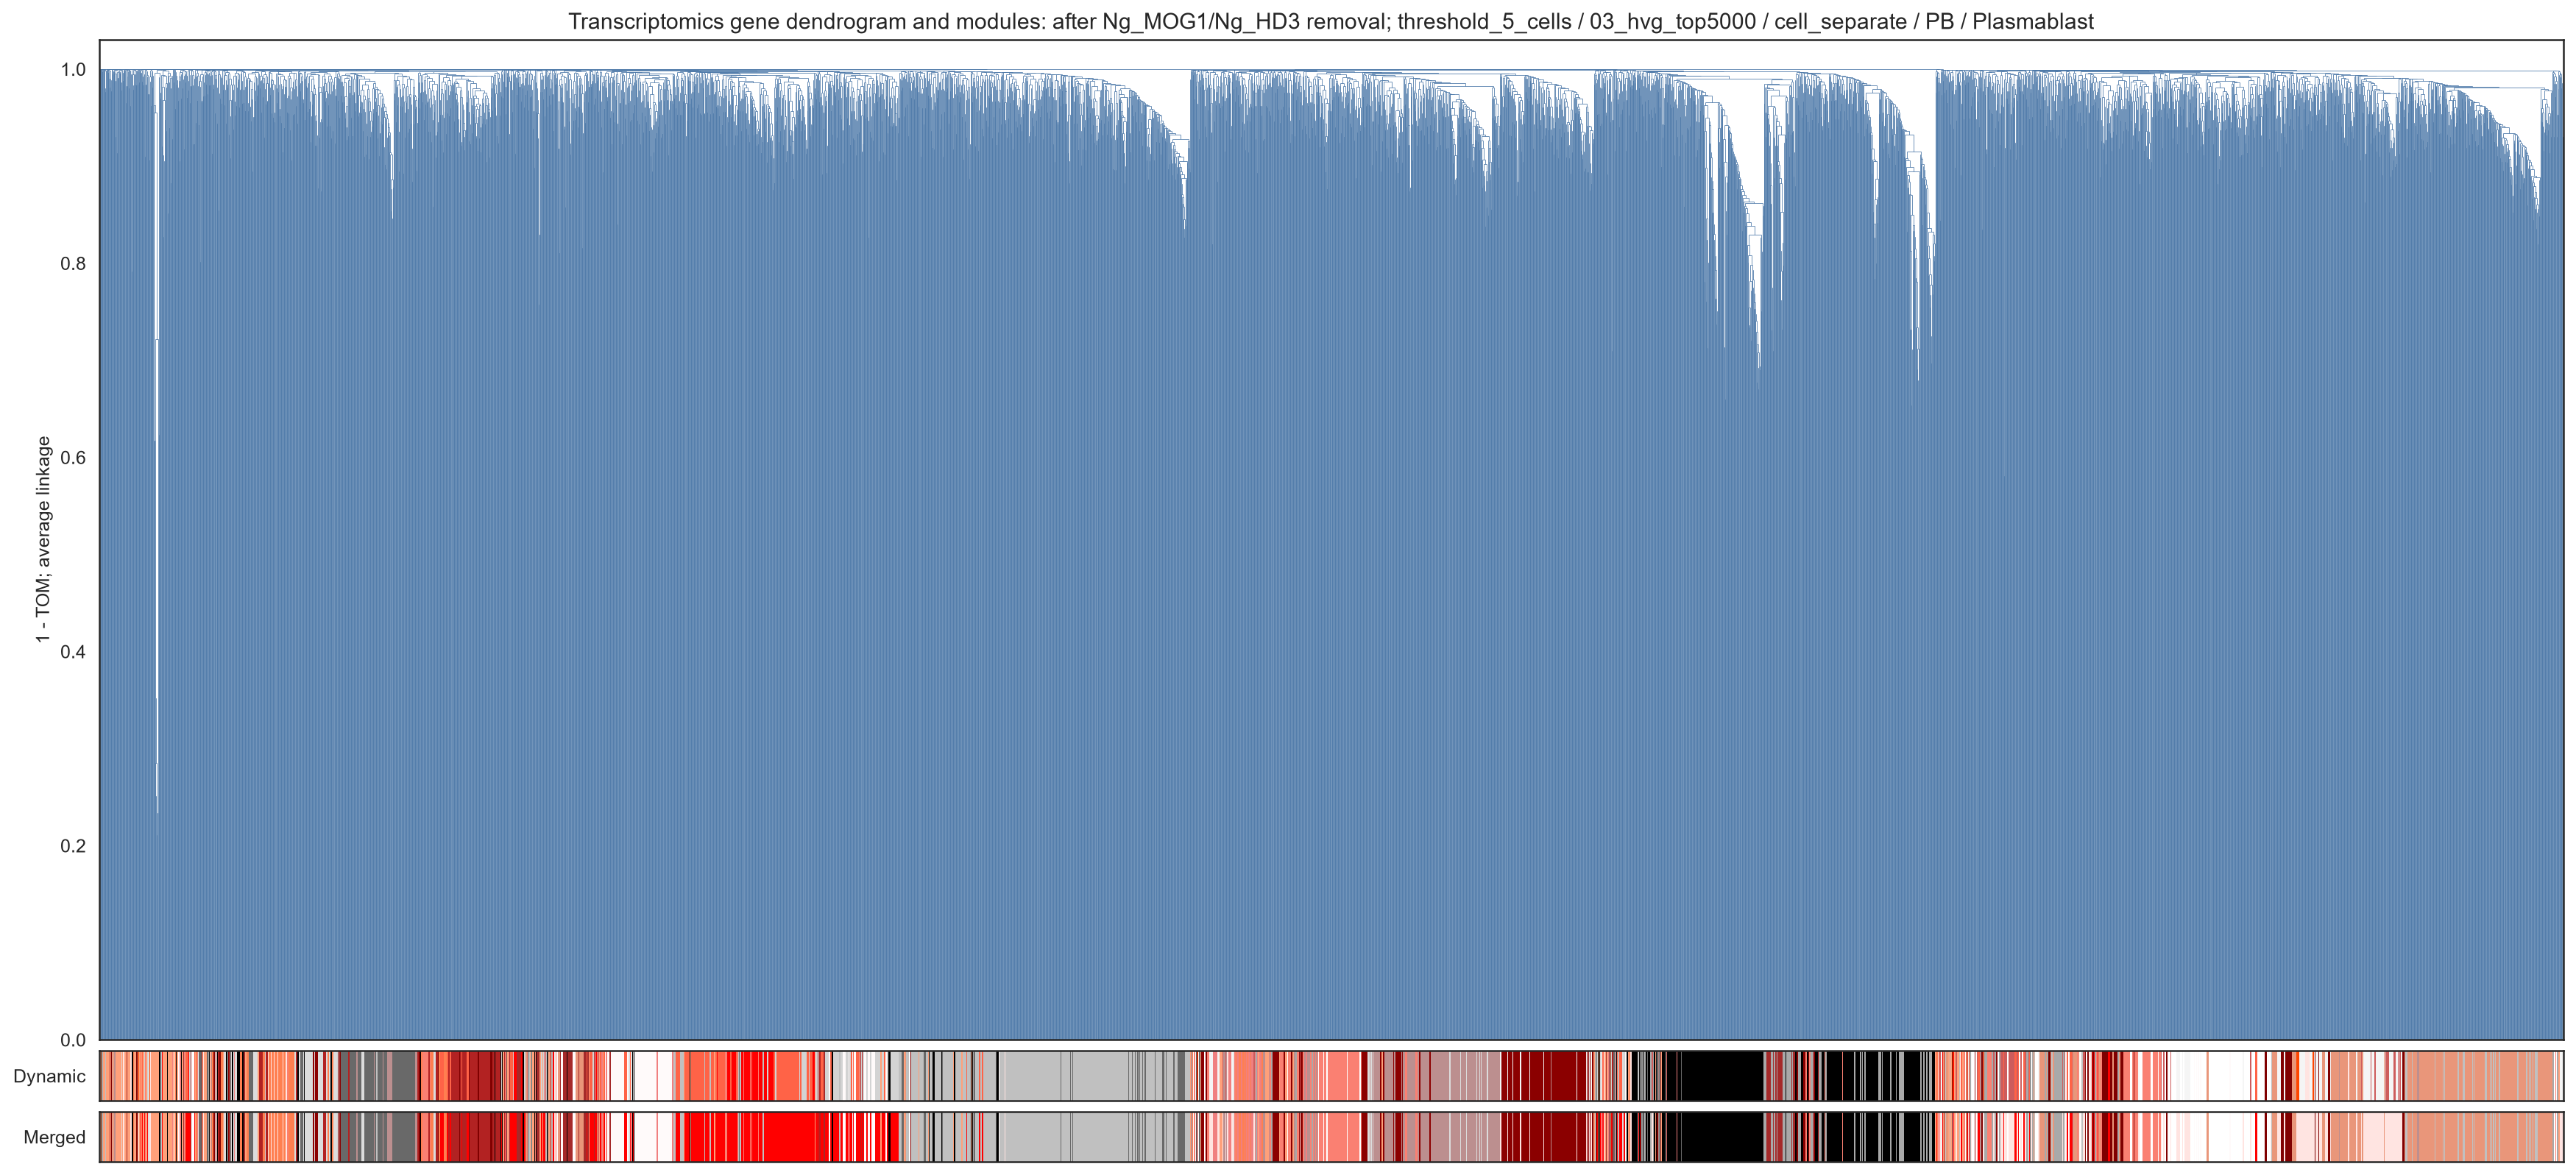 Transcriptomics gene dendrogram and modules: after Ng_MOG1/Ng_HD3 removal; threshold_5_cells / 03_hvg_top5000 / cell_separate / PB / Plasmablast
1.0
0.8
0.6
0.4
0.2
0.0
1 - TOM; average linkage
Dynamic
Merged